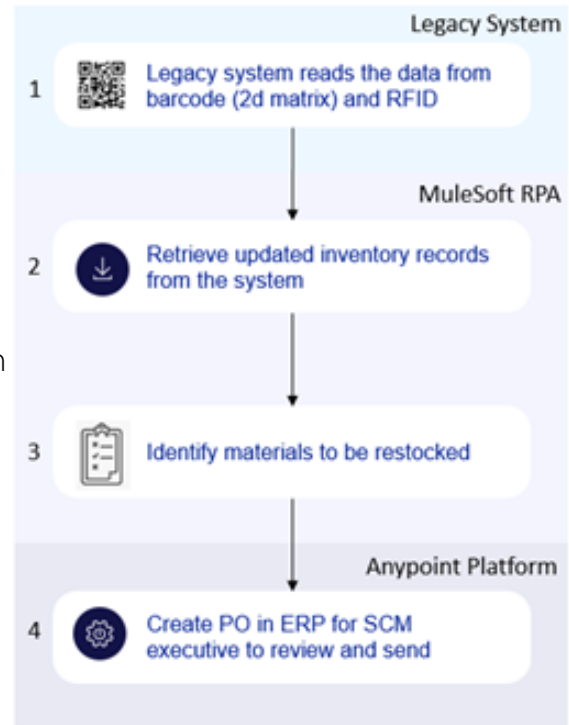 Legacy System
1
Legacy system reads the data from
barcode (2d matrix) and RFID
MuleSoft RPA
2
Retrieve updated inventory records
from the system
n
3
Identify materials to be restocked
Anypoint Platform
4
Create PO in ERP for SCM
executive to review and send